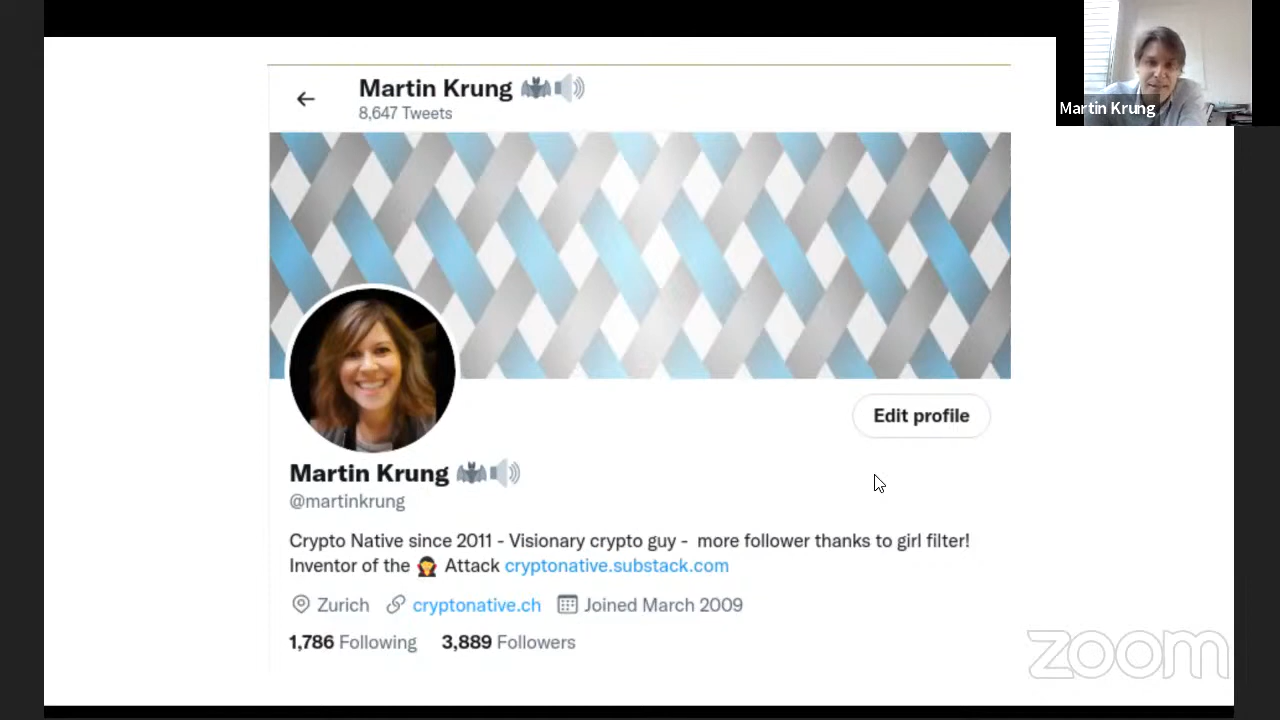 Martin Krung 🦇🔊
8,647 Tweets
Martin Krung
Edit profile
Martin Krung 🦇🔊
@martinkrung
Crypto Native since 2011 - Visionary crypto guy - more follower thanks to girl filter!
Inventor of the 🧛 Attack cryptonative.substack.com
Zurich cryptonative.ch Joined March 2009
1,786 Following 3,889 Followers
zoom